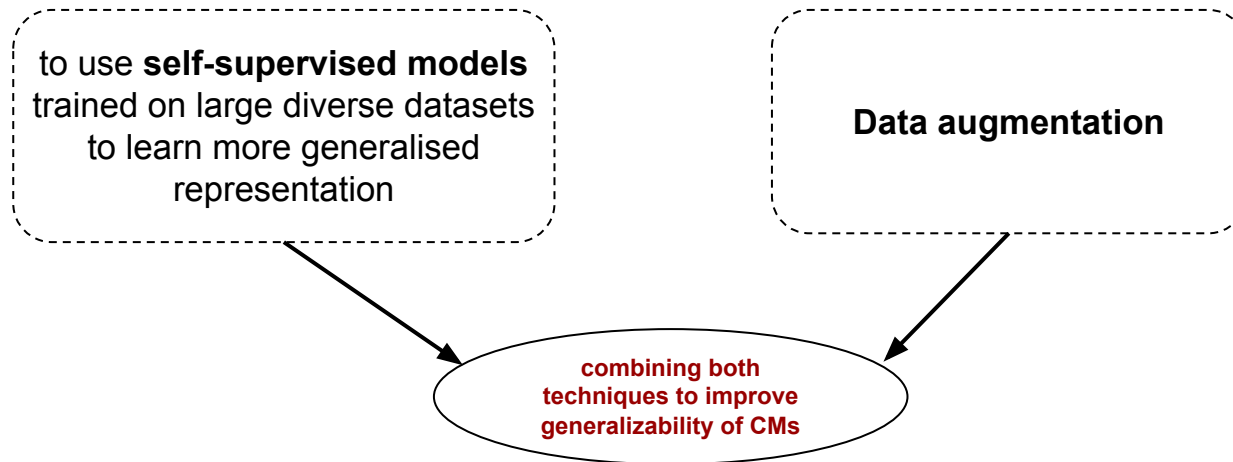 to use self-supervised models
trained on large diverse datasets
to learn more generalised
representation
Data augmentation
combining both
techniques to improve
generalizability of CMs